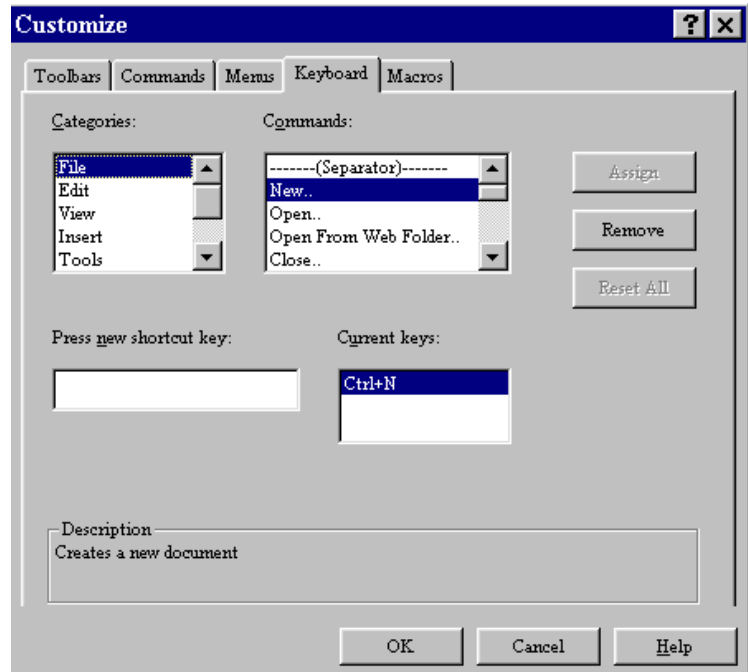 Customize
Toolbars Commands Menus Keyboard Macros
Categories: Commands:
File
Edit
View
Insert
Tools
-------(Separator)-------
New..
Open..
Open From Web Folder..
Close..
Assign
Remove
Reset All
Press new shortcut key: Current keys:
Ctrl+N
Description
Creates a new document
OK Cancel Help